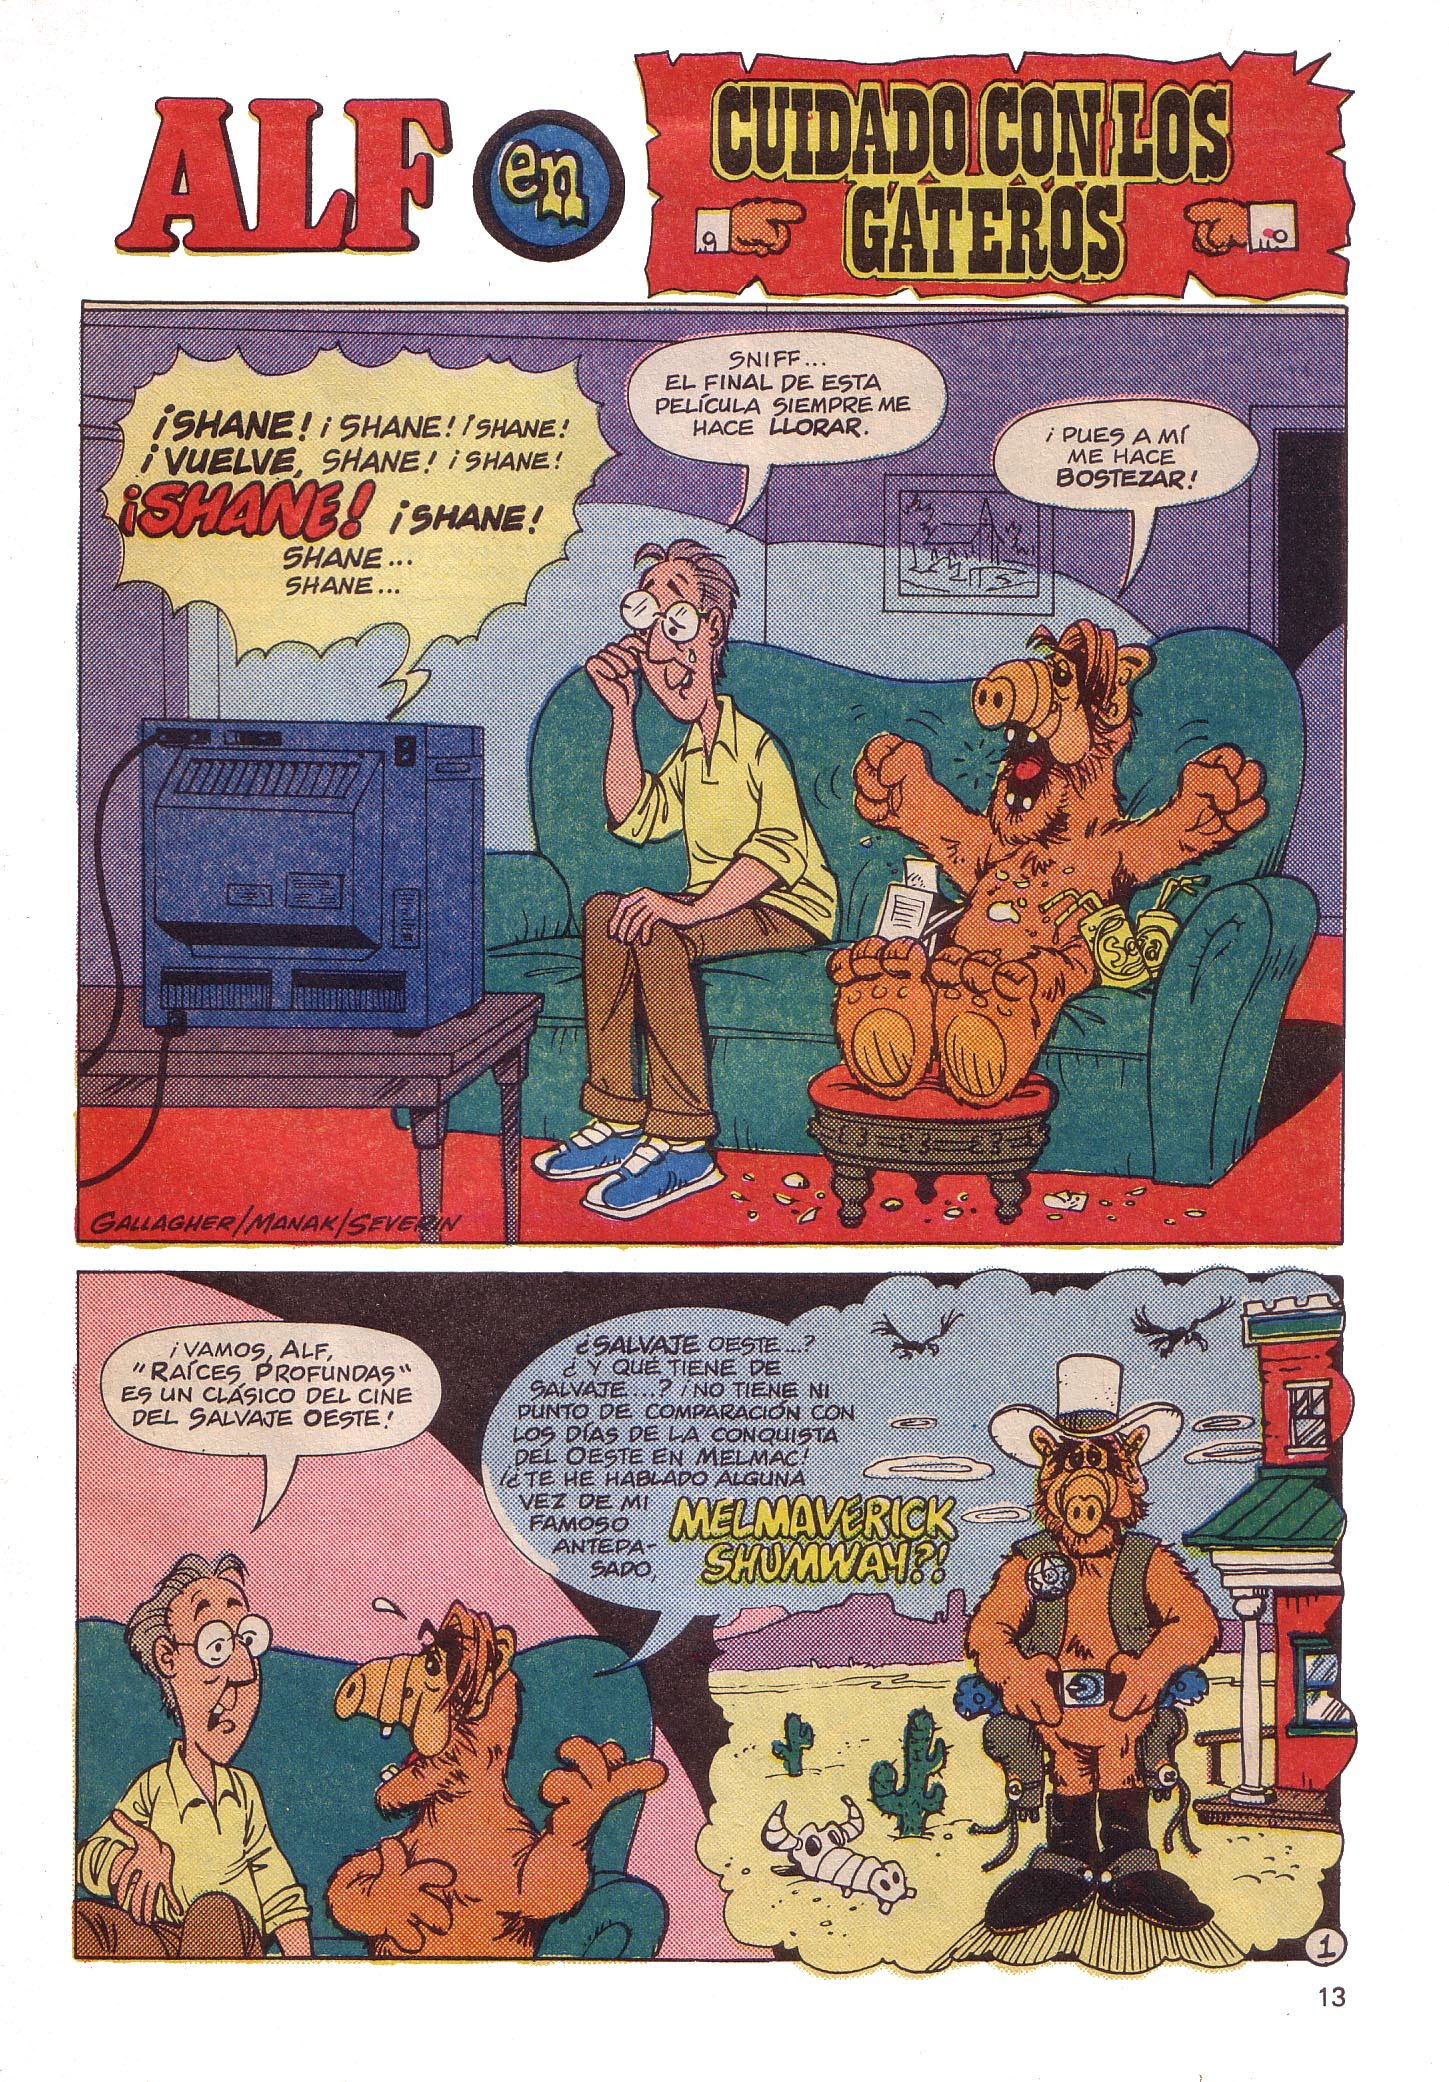 ALF en CUIDADO CON LOS
GATEROS
¡SHANE! ¡SHANE! ¡SHANE!
¡VUELVE, SHANE! ¡SHANE!
¡SHANE! ¡SHANE!
SHANE...
SHANE...
SNIFF...
EL FINAL DE ESTA
PELÍCULA SIEMPRE ME
HACE LLORAR.
¡PUES A MÍ
ME HACE
BOSTEZAR!
Soda
GALLAGHER/MANAK/SEVERIN
¡VAMOS, ALF,
"RAÍCES PROFUNDAS"
ES UN CLÁSICO DEL CINE
DEL SALVAJE OESTE!
¿SALVAJE OESTE...?
¿Y QUÉ TIENE DE
SALVAJE...? ¡NO TIENE NI
PUNTO DE COMPARACIÓN CON
LOS DÍAS DE LA CONQUISTA
DEL OESTE EN MELMAC!
¡¿TE HE HABLADO ALGUNA
VEZ DE MI
FAMOSO
ANTEPA-
SADO,
MELMAVERICK
SHUMWAY?!
1
13